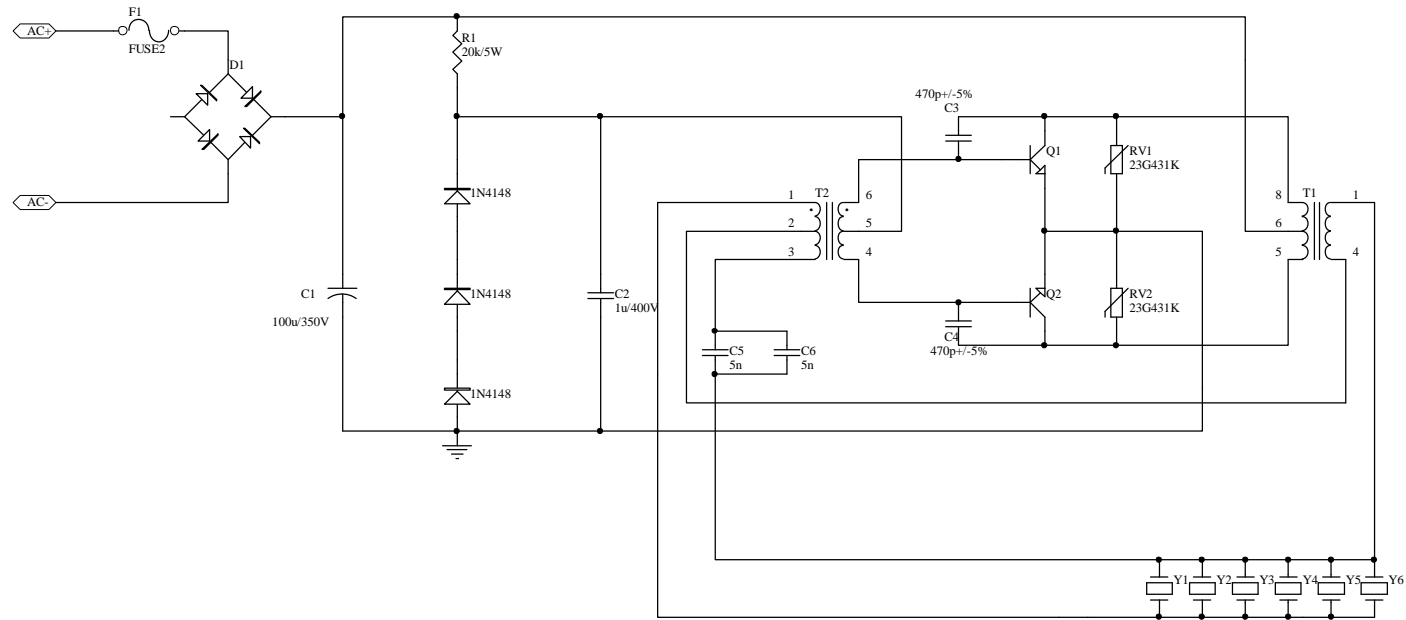 F1
AC+
FUSE2
D1
AC-
R1
20k/5W
1N4148
1N4148
1N4148
C1
100u/350V
C2
1u/400V
470p+/-5%
C3
Q1
RV1
23G431K
1 T2 6
2 5
3 4
8 T1 1
6
5 4
Q2
RV2
23G431K
C4
470p+/-5%
C5
5n
C6
5n
Y1 Y2 Y3 Y4 Y5 Y6